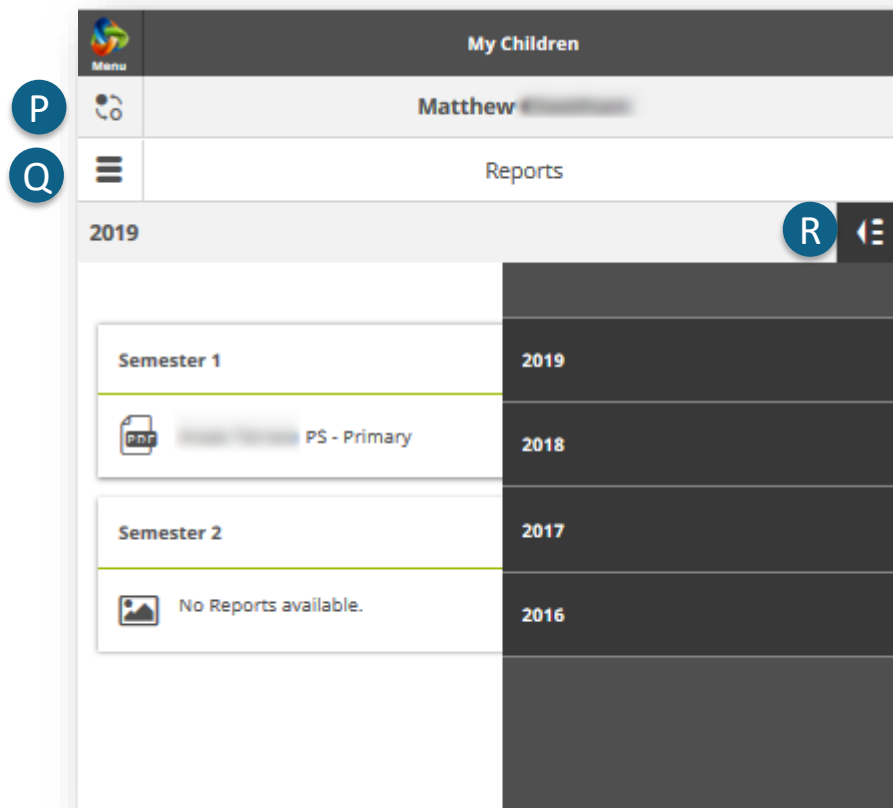 My Children
Menu
P
Matthew
Q
Reports
2019
R
Semester 1
PDF
PS - Primary
Semester 2
No Reports available.
2019
2018
2017
2016